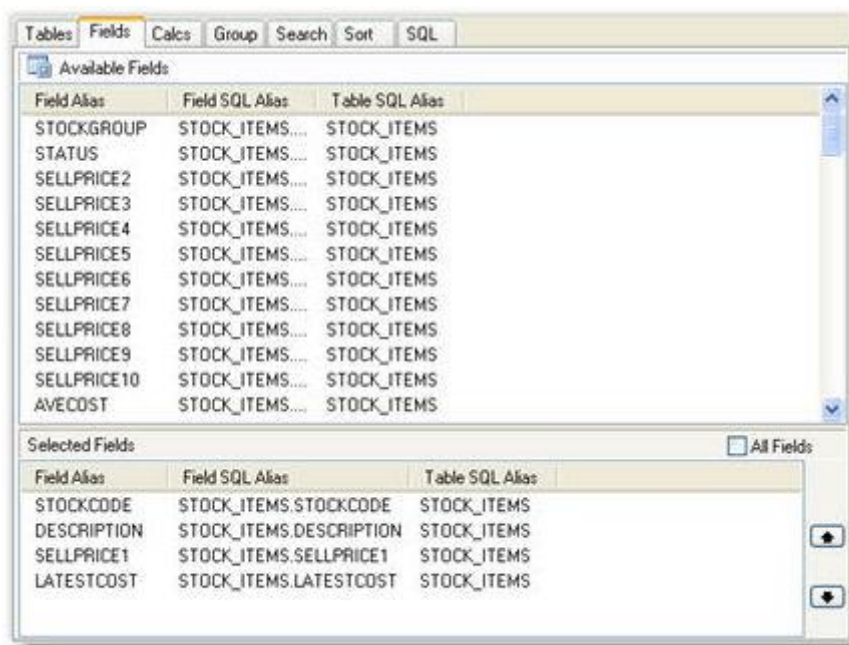 Tables Fields Calcs Group Search Sort SQL
Available Fields
Field Alias Field SQL Alias Table SQL Alias
STOCKGROUP STOCK_ITEMS.... STOCK_ITEMS
STATUS STOCK_ITEMS.... STOCK_ITEMS
SELLPRICE2 STOCK_ITEMS.... STOCK_ITEMS
SELLPRICE3 STOCK_ITEMS.... STOCK_ITEMS
SELLPRICE4 STOCK_ITEMS.... STOCK_ITEMS
SELLPRICE5 STOCK_ITEMS.... STOCK_ITEMS
SELLPRICE6 STOCK_ITEMS.... STOCK_ITEMS
SELLPRICE7 STOCK_ITEMS.... STOCK_ITEMS
SELLPRICE8 STOCK_ITEMS.... STOCK_ITEMS
SELLPRICE9 STOCK_ITEMS.... STOCK_ITEMS
SELLPRICE10 STOCK_ITEMS.... STOCK_ITEMS
AVECOST STOCK_ITEMS.... STOCK_ITEMS
Selected Fields All Fields
Field Alias Field SQL Alias Table SQL Alias
STOCKCODE STOCK_ITEMS.STOCKCODE STOCK_ITEMS
DESCRIPTION STOCK_ITEMS.DESCRIPTION STOCK_ITEMS
SELLPRICE1 STOCK_ITEMS.SELLPRICE1 STOCK_ITEMS
LATESTCOST STOCK_ITEMS.LATESTCOST STOCK_ITEMS